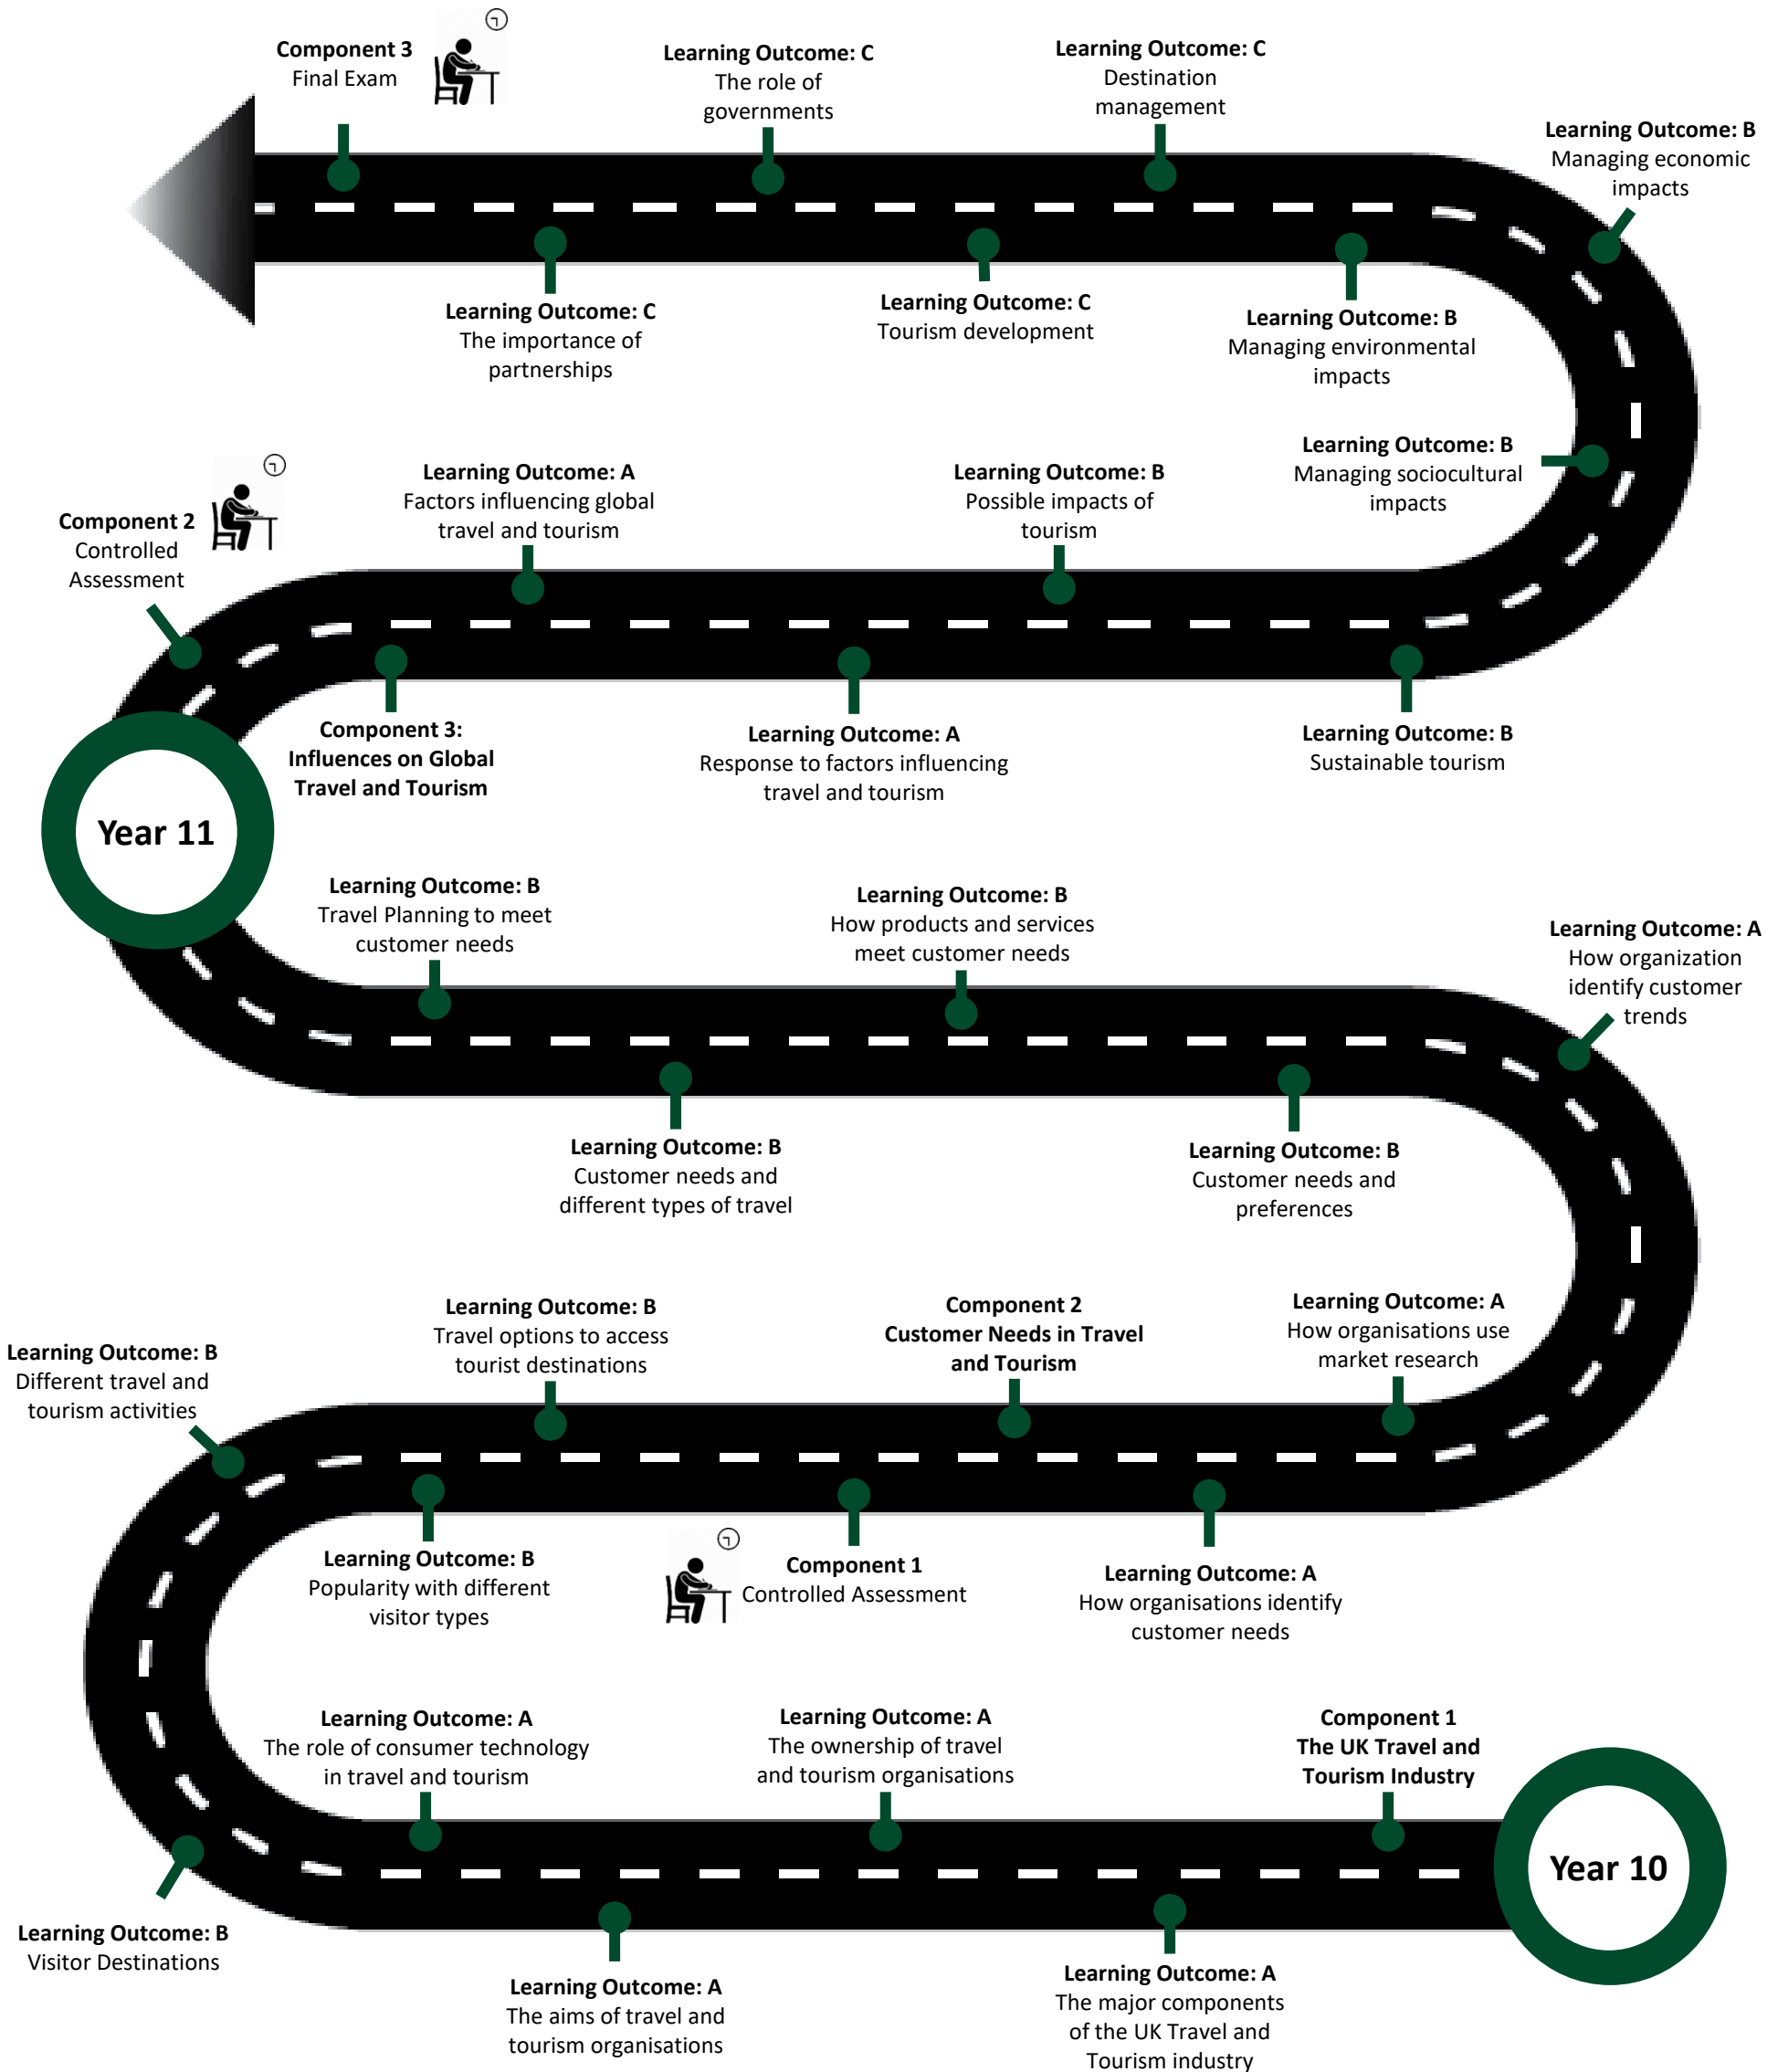 Component 3
Final Exam
Learning Outcome: C
The role of
governments
Learning Outcome: C
Destination
management
Learning Outcome: B
Managing economic
impacts
Learning Outcome: C
The importance of
partnerships
Learning Outcome: C
Tourism development
Learning Outcome: B
Managing environmental
impacts
Learning Outcome: B
Managing sociocultural
impacts
Component 2
Controlled
Assessment
Learning Outcome: A
Factors influencing global
travel and tourism
Learning Outcome: B
Possible impacts of
tourism
Component 3:
Influences on Global
Travel and Tourism
Learning Outcome: A
Response to factors influencing
travel and tourism
Learning Outcome: B
Sustainable tourism
Year 11
Learning Outcome: B
Travel Planning to meet
customer needs
Learning Outcome: B
How products and services
meet customer needs
Learning Outcome: A
How organization
identify customer
trends
Learning Outcome: B
Customer needs and
different types of travel
Learning Outcome: B
Customer needs and
preferences
Learning Outcome: B
Different travel and
tourism activities
Learning Outcome: B
Travel options to access
tourist destinations
Component 2
Customer Needs in Travel
and Tourism
Learning Outcome: A
How organisations use
market research
Learning Outcome: B
Popularity with different
visitor types
Component 1
Controlled Assessment
Learning Outcome: A
How organisations identify
customer needs
Learning Outcome: A
The role of consumer technology
in travel and tourism
Learning Outcome: A
The ownership of travel
and tourism organisations
Component 1
The UK Travel and
Tourism Industry
Year 10
Learning Outcome: B
Visitor Destinations
Learning Outcome: A
The aims of travel and
tourism organisations
Learning Outcome: A
The major components
of the UK Travel and
Tourism industry